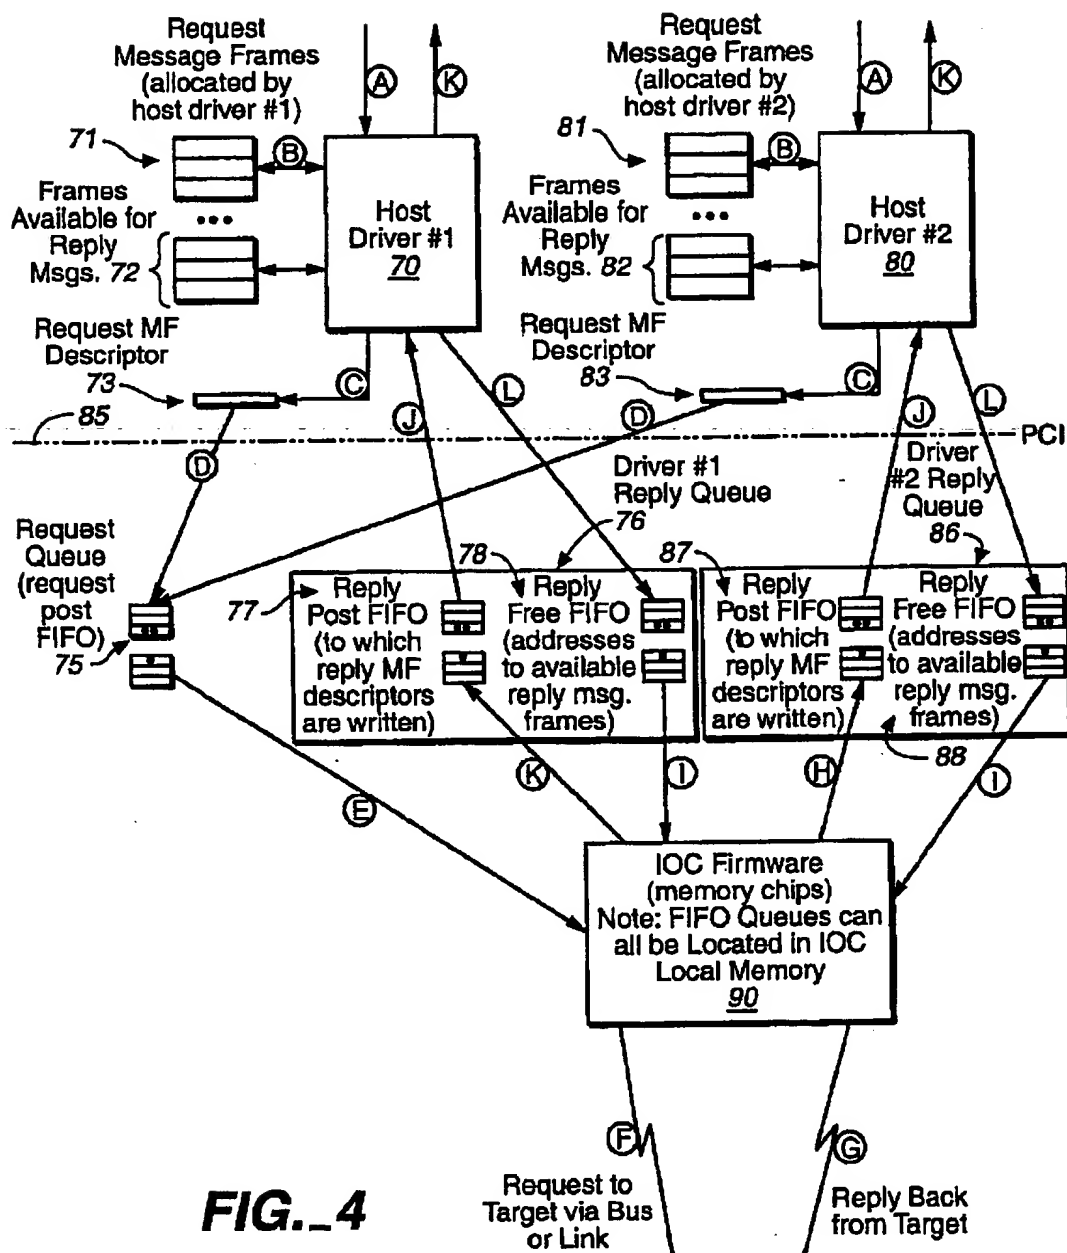 Request
Message Frames
(allocated by
host driver #1)
71
A
K
B
Frames
Available for
Reply
Msgs. 72
Host
Driver #1
70
Request MF
Descriptor
73
C
85
D
J
L
Request
Message Frames
(allocated by
host driver #2)
81
A
K
B
Frames
Available for
Reply
Msgs. 82
Host
Driver #2
80
Request MF
Descriptor
83
C
D
J
L
PCI
Request
Queue
(request
post
FIFO)
75
Driver #1
Reply Queue
76
Driver
#2 Reply
Queue
86
77
Reply
Post FIFO
(to which
reply MF
descriptors
are written)
78
Reply
Free FIFO
(addresses
to available
reply msg.
frames)
87
Reply
Post FIFO
(to which
reply MF
descriptors
are written)
Reply
Free FIFO
(addresses
to available
reply msg.
frames)
88
E
K
I
H
I
IOC Firmware
(memory chips)
Note: FIFO Queues can
all be Located in IOC
Local Memory
90
F
G
Request to
Target via Bus
or Link
Reply Back
from Target
FIG._4